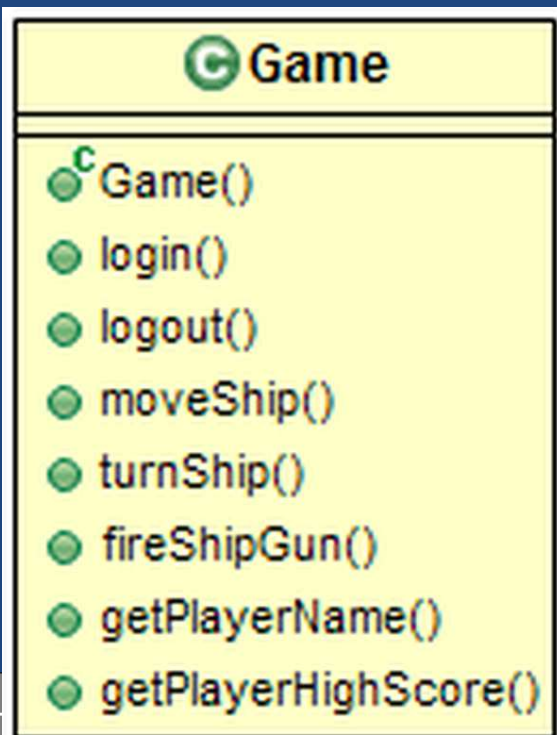 C Game
c Game()
login()
logout()
moveShip()
turnShip()
fireShipGun()
getPlayerName()
getPlayerHighScore()